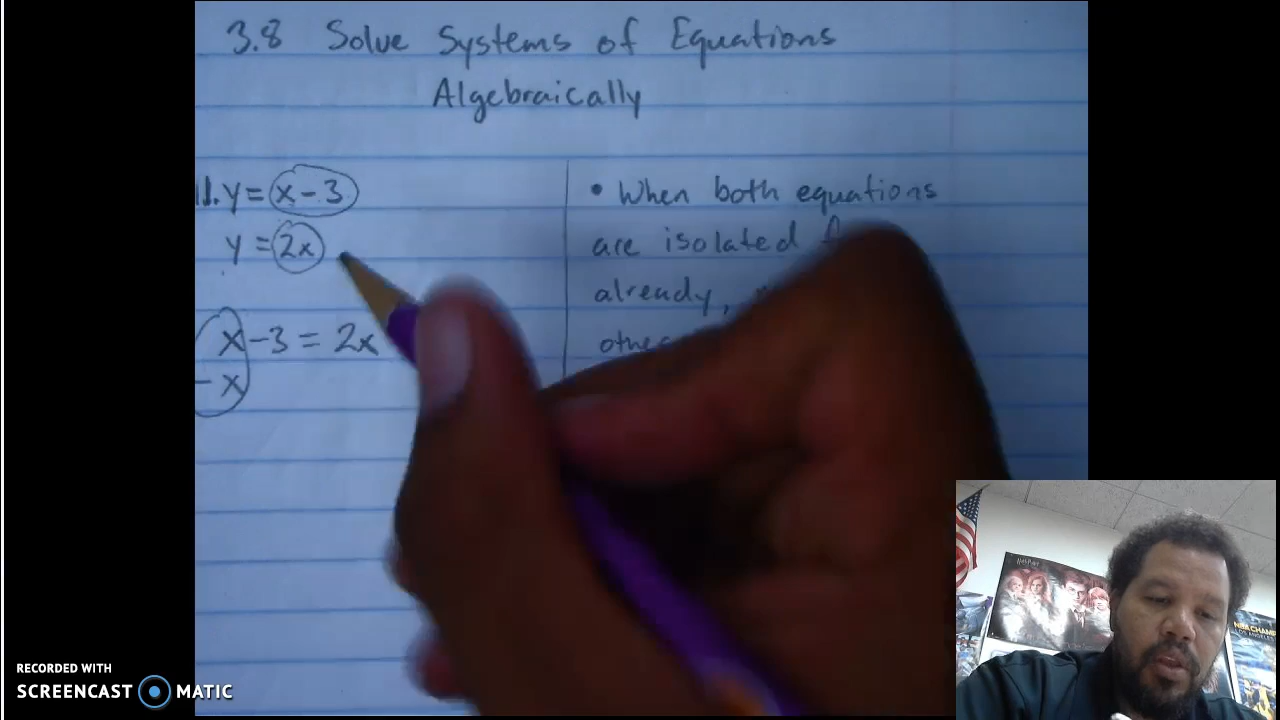 3.8 Solve Systems of Equations
Algebraically
11. y = x - 3
y = 2x
x - 3 = 2x
- x
• When both equations
are isolated
already,
RECORDED WITH
SCREENCAST MATIC